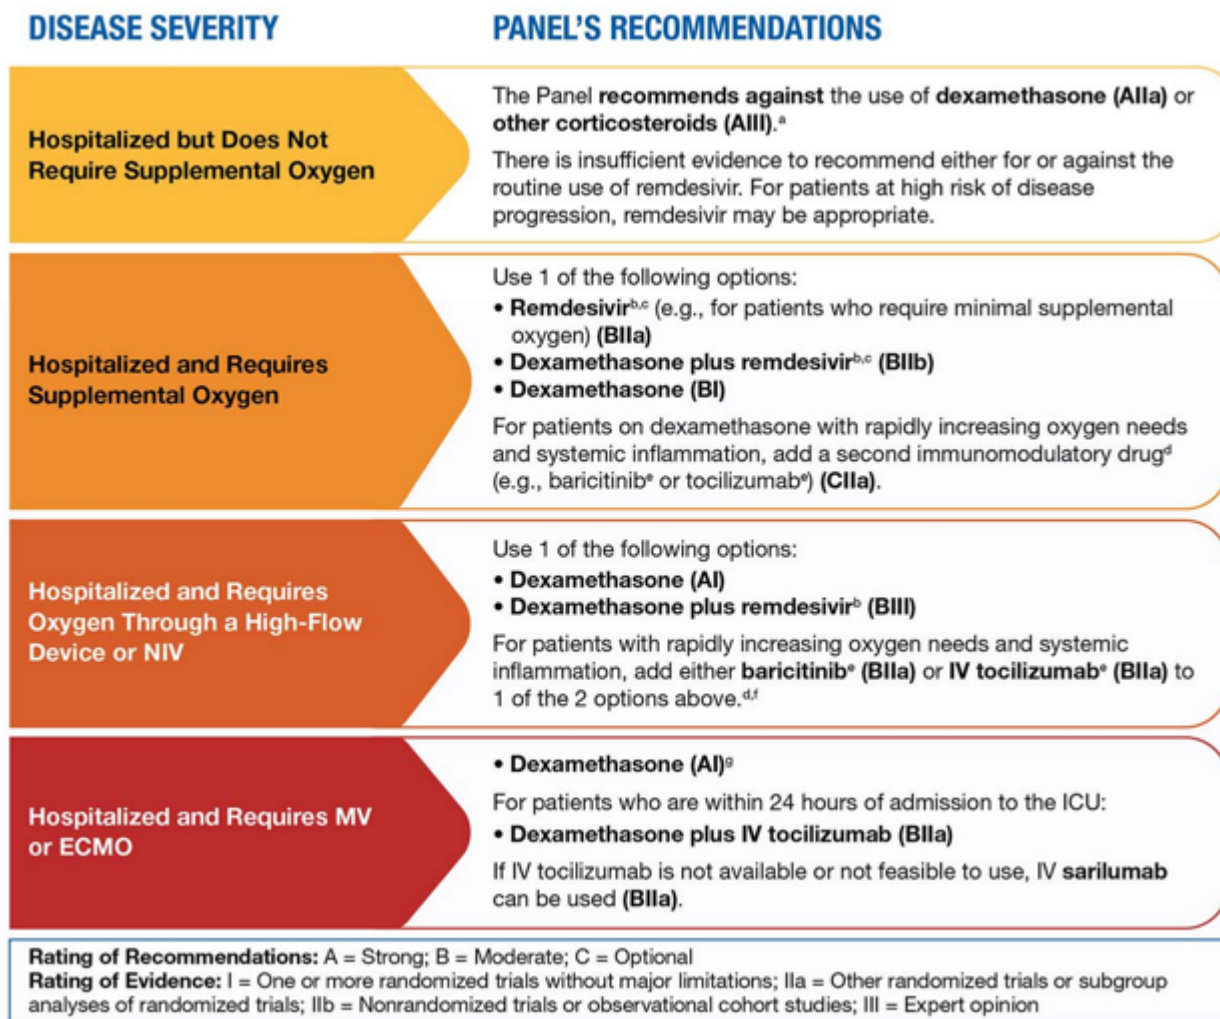 DISEASE SEVERITY
PANEL'S RECOMMENDATIONS
Hospitalized but Does Not
Require Supplemental Oxygen
The Panel recommends against the use of dexamethasone (AIIa) or
other corticosteroids (AIII).ᵃ
There is insufficient evidence to recommend either for or against the
routine use of remdesivir. For patients at high risk of disease
progression, remdesivir may be appropriate.
Hospitalized and Requires
Supplemental Oxygen
Use 1 of the following options:
• Remdesivirᵇ,ᶜ (e.g., for patients who require minimal supplemental
oxygen) (BIIa)
• Dexamethasone plus remdesivirᵇ,ᶜ (BIIb)
• Dexamethasone (BI)
For patients on dexamethasone with rapidly increasing oxygen needs
and systemic inflammation, add a second immunomodulatory drugᵈ
(e.g., baricitinibᵉ or tocilizumabᵉ) (CIIa).
Hospitalized and Requires
Oxygen Through a High-Flow
Device or NIV
Use 1 of the following options:
• Dexamethasone (AI)
• Dexamethasone plus remdesivirᵇ (BIII)
For patients with rapidly increasing oxygen needs and systemic
inflammation, add either baricitinibᵉ (BIIa) or IV tocilizumabᵉ (BIIa) to
1 of the 2 options above.ᵈ,ᶠ
Hospitalized and Requires MV
or ECMO
• Dexamethasone (AI)ᵍ
For patients who are within 24 hours of admission to the ICU:
• Dexamethasone plus IV tocilizumab (BIIa)
If IV tocilizumab is not available or not feasible to use, IV sarilumab
can be used (BIIa).
Rating of Recommendations: A = Strong; B = Moderate; C = Optional
Rating of Evidence: I = One or more randomized trials without major limitations; IIa = Other randomized trials or subgroup
analyses of randomized trials; IIb = Nonrandomized trials or observational cohort studies; III = Expert opinion